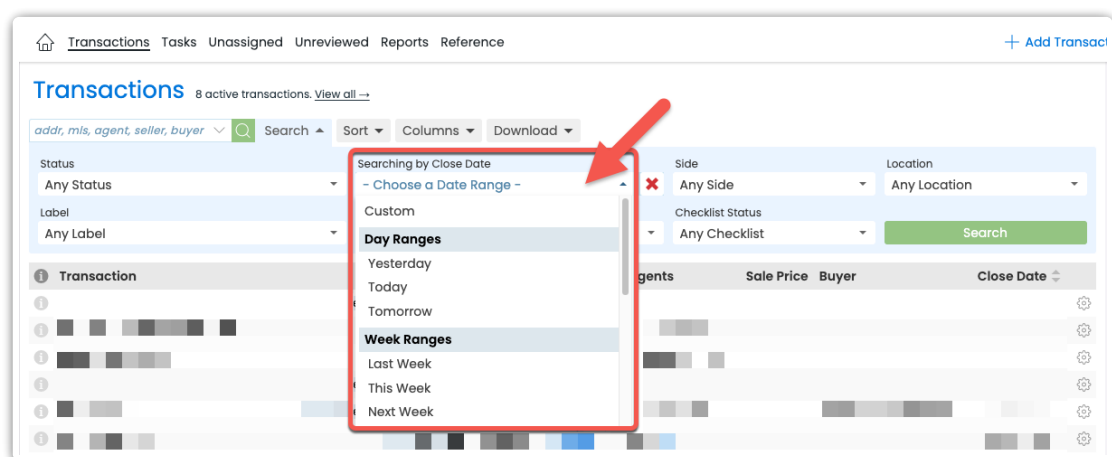 Transactions Tasks Unassigned Unreviewed Reports Reference + Add Transact
Transactions 8 active transactions. View all →
addr, mls, agent, seller, buyer Search Sort Columns Download
Status Searching by Close Date Side Location
Any Status - Choose a Date Range - Any Side Any Location
Label Checklist Status
Any Label Any Checklist Search
Custom
Day Ranges
Yesterday
Today
Tomorrow
Week Ranges
Last Week
This Week
Next Week
Transaction gents Sale Price Buyer Close Date